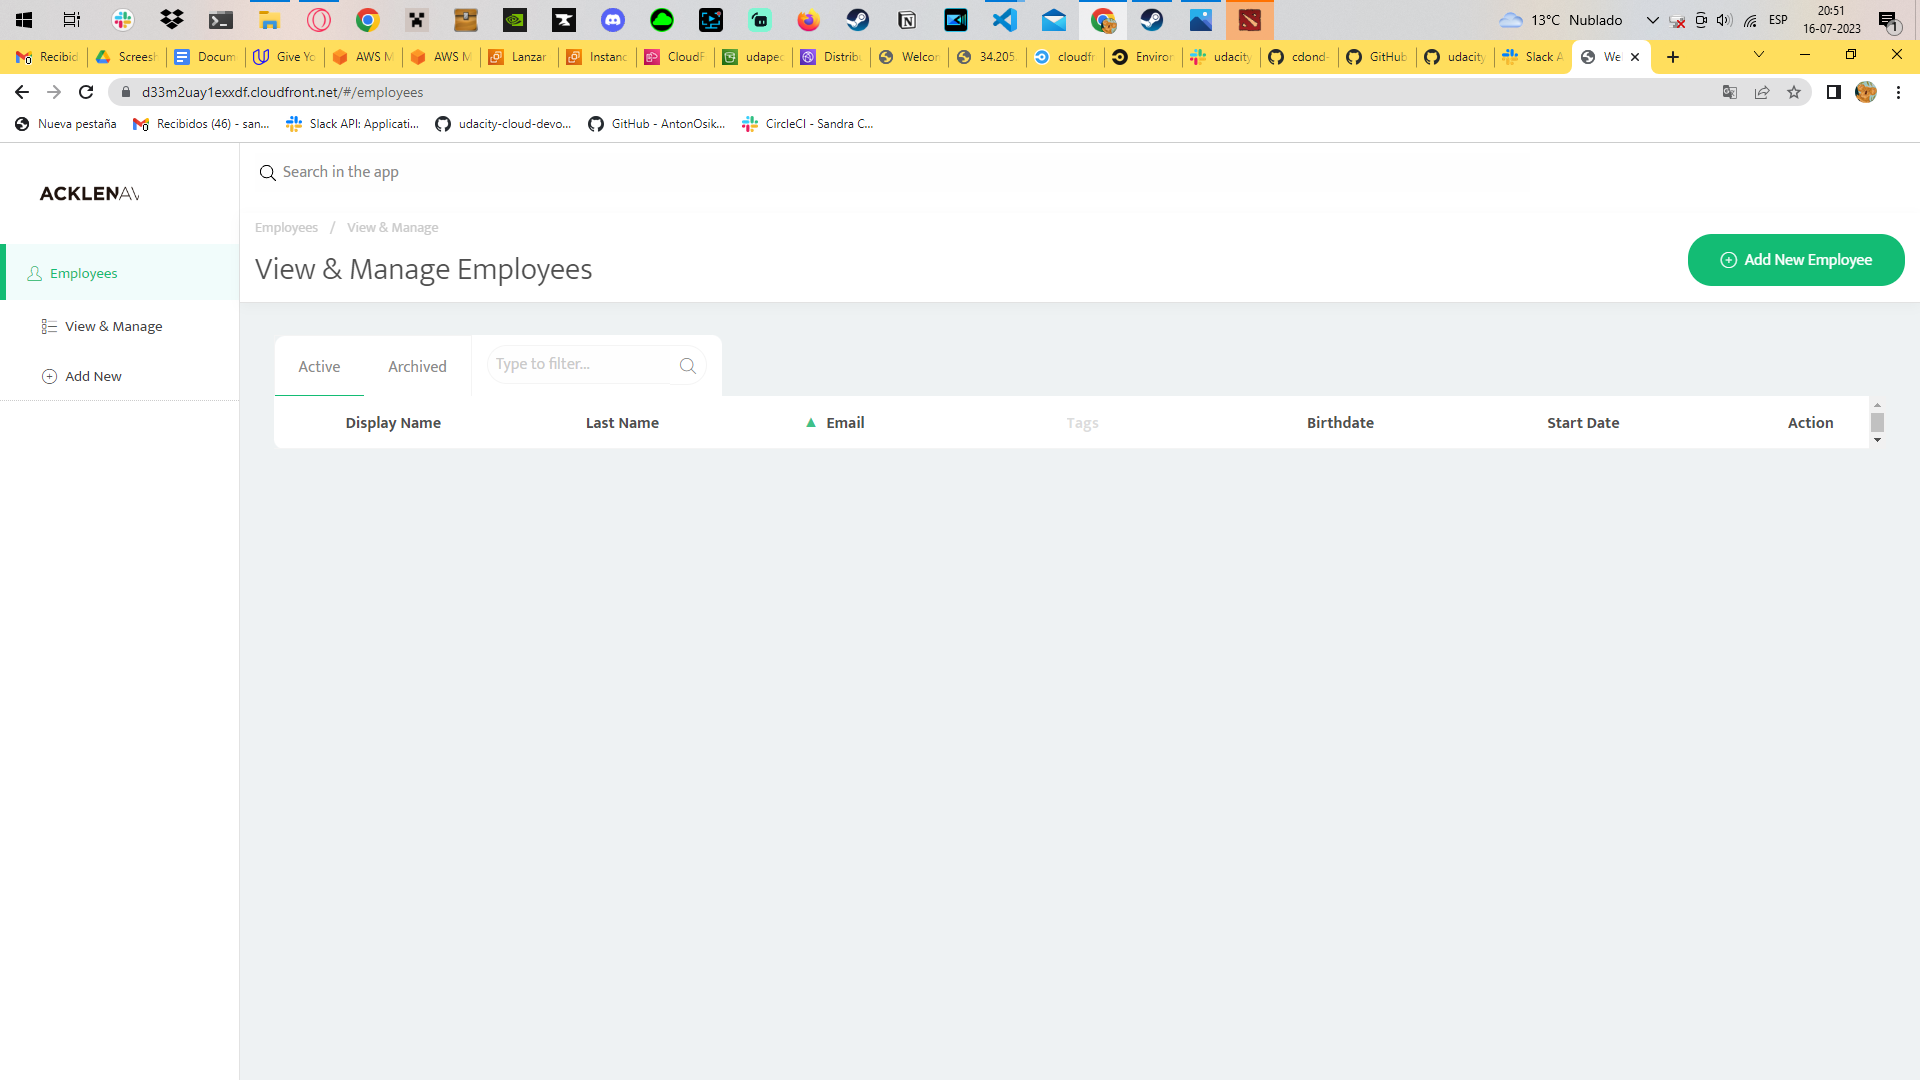 13°C Nublado
ESP
20:51
16-07-2023
1
Recibid
Screesh
Docum
Give Yo
AWS M
AWS M
Lanzar
Instanc
CloudF
udapec
Distribu
Welcom
34.205.
cloudfr
Environ
udacity
cdond-
GitHub
udacity
Slack A
We
d33m2uay1exxdf.cloudfront.net/#/employees
Nueva pestaña
Recibidos (46) - san...
Slack API: Applicati...
udacity-cloud-devo...
GitHub - AntonOsik...
CircleCI - Sandra C...
ACKLENAV
Search in the app
Employees / View & Manage
View & Manage Employees
Add New Employee
Employees
View & Manage
Add New
Active
Archived
Type to filter...
Display Name
Last Name
Email
Tags
Birthdate
Start Date
Action